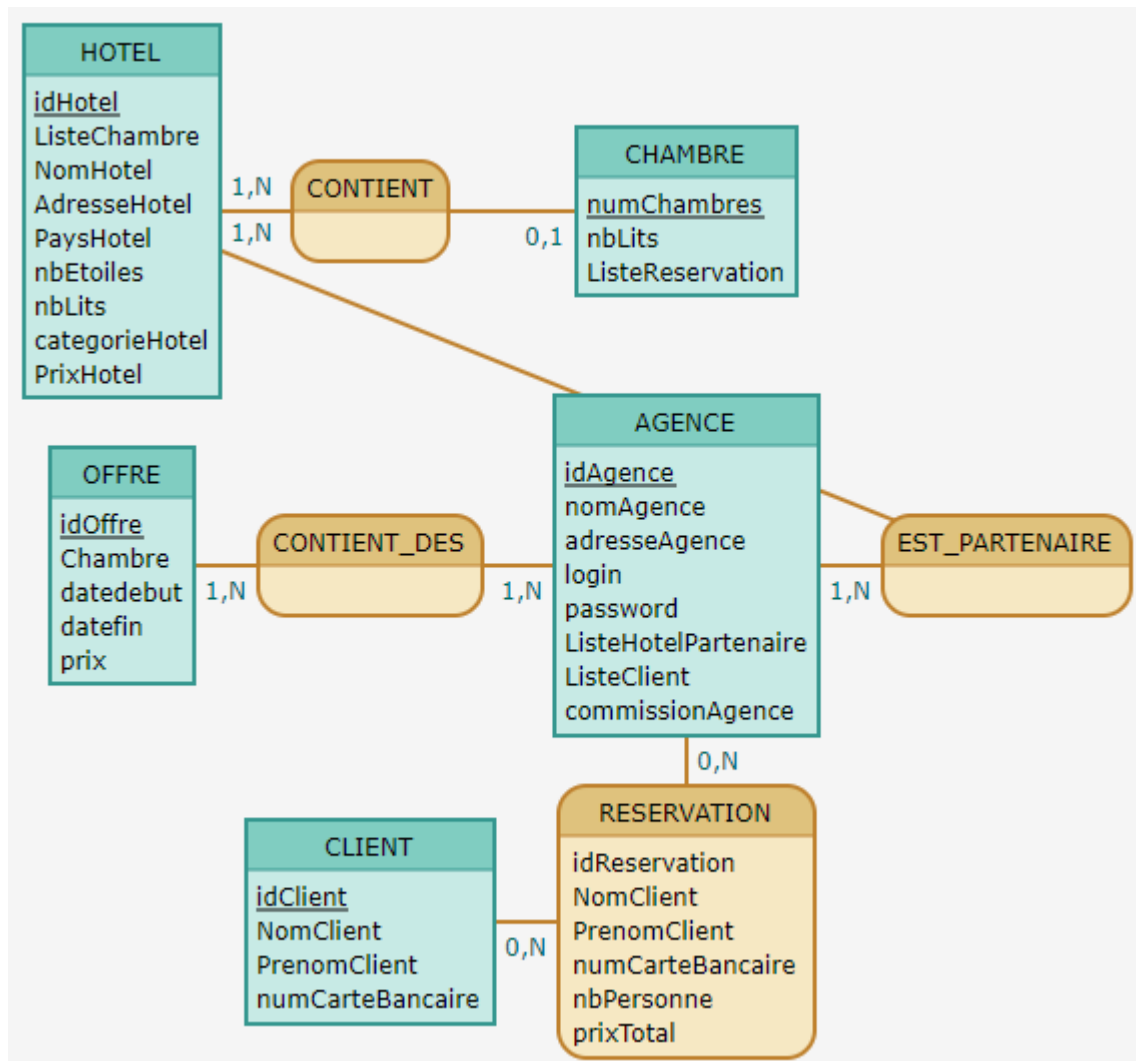 HOTEL
idHotel
ListeChambre
NomHotel
AdresseHotel
PaysHotel
nbEtoiles
nbLits
categorieHotel
PrixHotel
1,N
1,N
CONTIENT
0,1
CHAMBRE
numChambres
nbLits
ListeReservation
OFFRE
idOffre
Chambre
datedebut
datefin
prix
1,N
CONTIENT_DES
1,N
AGENCE
idAgence
nomAgence
adresseAgence
login
password
ListeHotelPartenaire
ListeClient
commissionAgence
1,N
EST_PARTENAIRE
0,N
CLIENT
idClient
NomClient
PrenomClient
numCarteBancaire
0,N
RESERVATION
idReservation
NomClient
PrenomClient
numCarteBancaire
nbPersonne
prixTotal